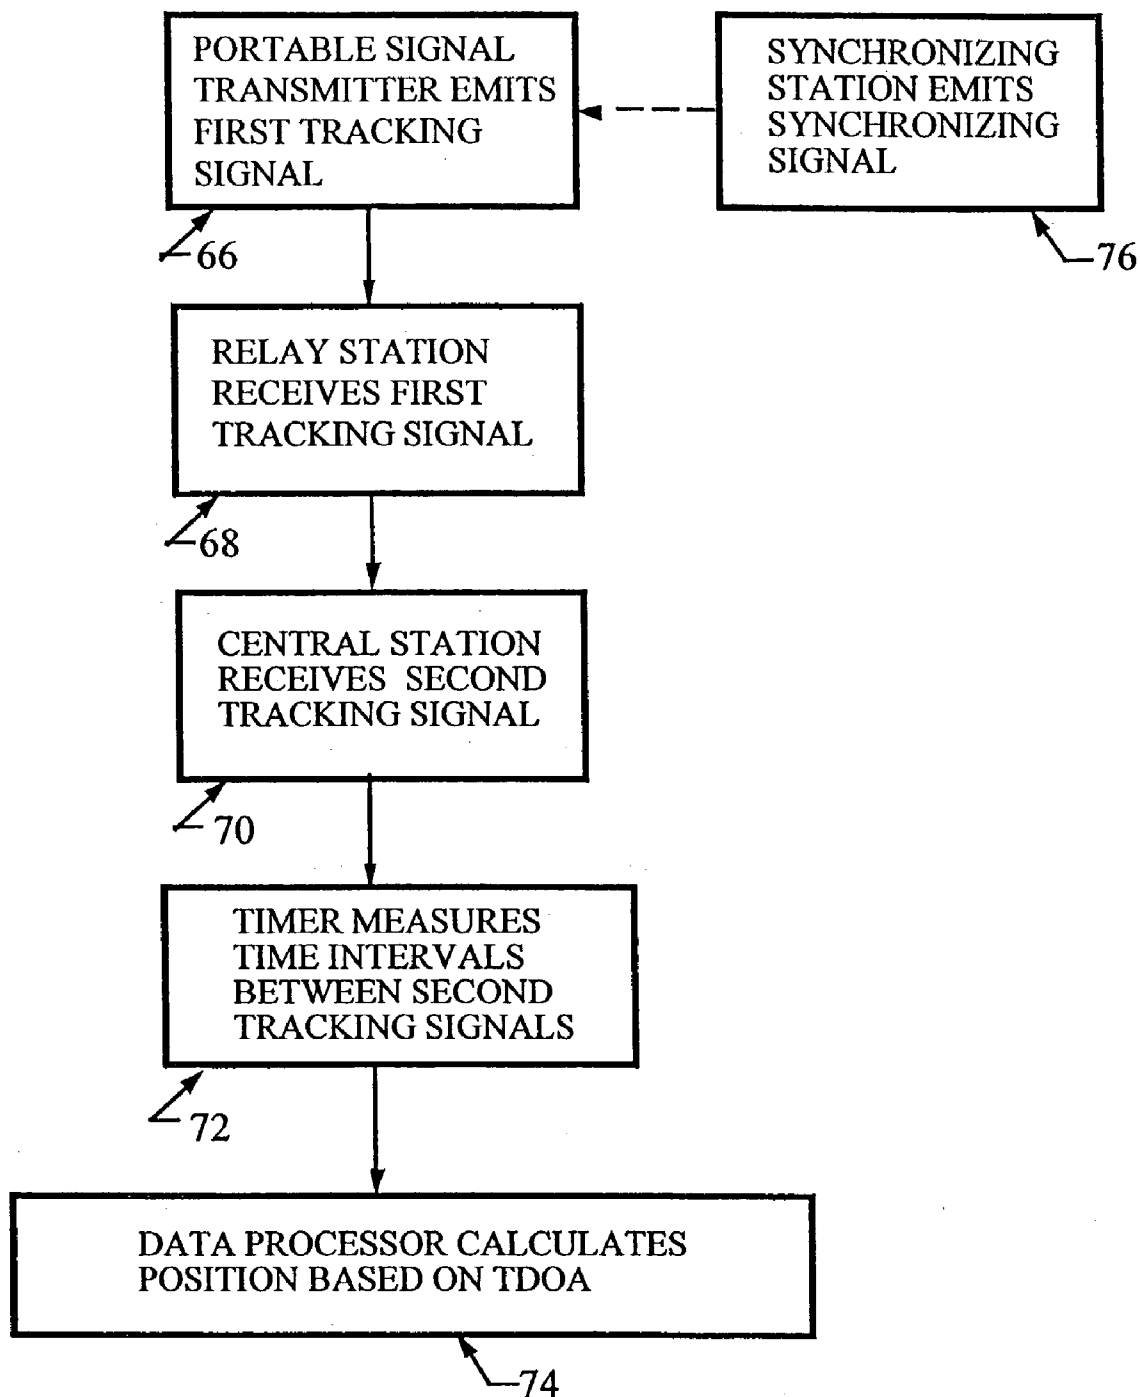 PORTABLE SIGNAL
TRANSMITTER EMITS
FIRST TRACKING
SIGNAL
66
SYNCHRONIZING
STATION EMITS
SYNCHRONIZING
SIGNAL
76
RELAY STATION
RECEIVES FIRST
TRACKING SIGNAL
68
CENTRAL STATION
RECEIVES SECOND
TRACKING SIGNAL
70
TIMER MEASURES
TIME INTERVALS
BETWEEN SECOND
TRACKING SIGNALS
72
DATA PROCESSOR CALCULATES
POSITION BASED ON TDOA
74